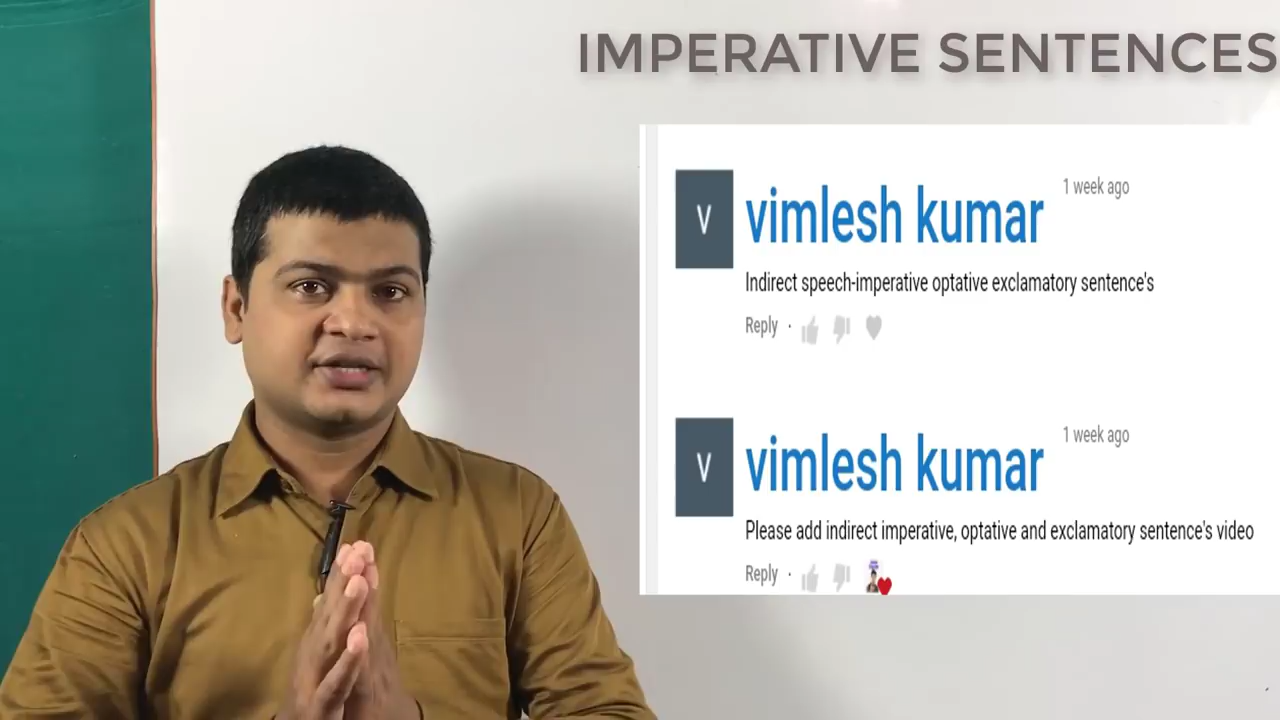 IMPERATIVE SENTENCES
V
vimlesh kumar 1 week ago
Indirect speech-imperative optative exclamatory sentence's
Reply ·
V
vimlesh kumar 1 week ago
Please add indirect imperative, optative and exclamatory sentence's video
Reply ·